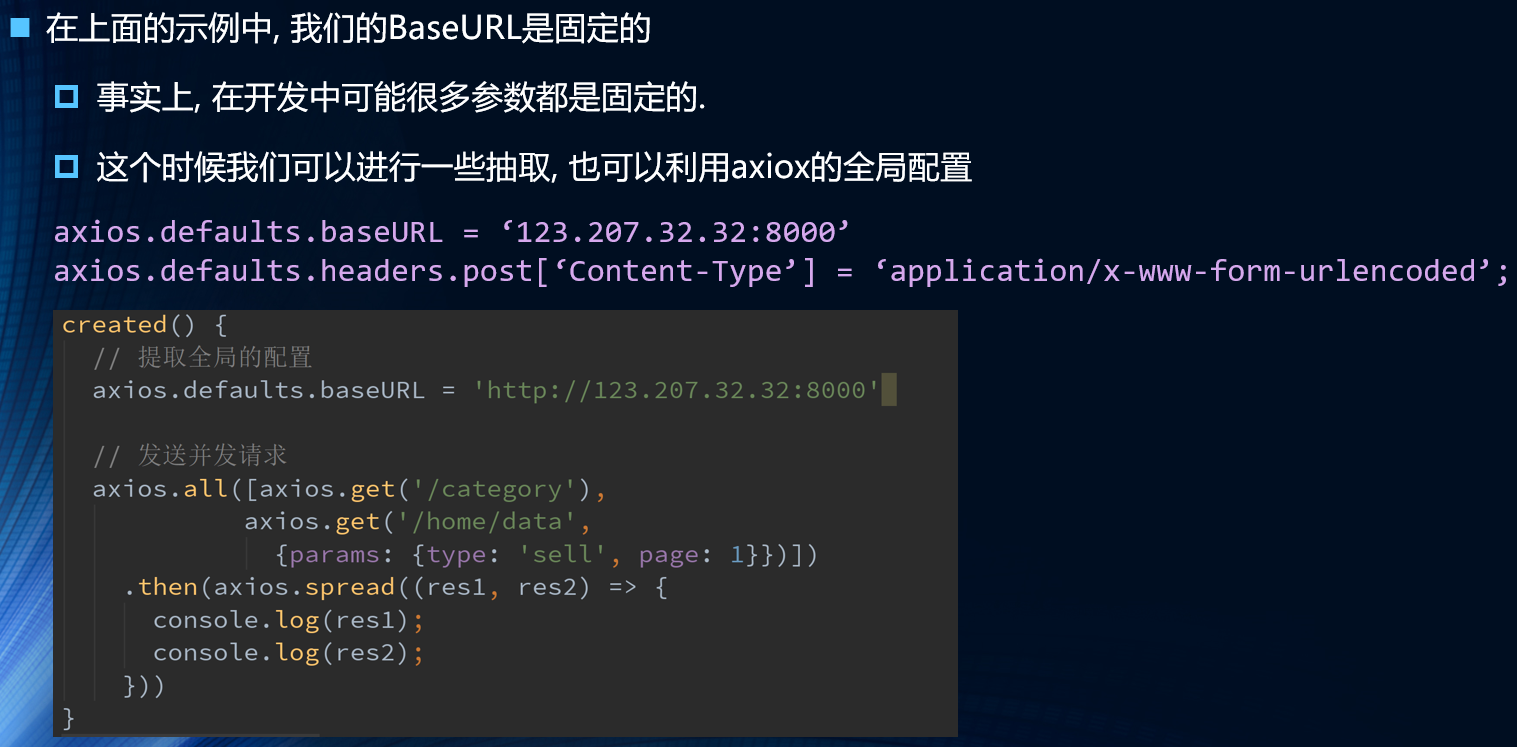 在上面的示例中, 我们的BaseURL是固定的
事实上, 在开发中可能很多参数都是固定的.
这个时候我们可以进行一些抽取, 也可以利用axiox的全局配置
axios.defaults.baseURL = ‘123.207.32.32:8000’
axios.defaults.headers.post[‘Content-Type’] = ‘application/x-www-form-urlencoded’;
created() {
  // 提取全局的配置
  axios.defaults.baseURL = 'http://123.207.32.32:8000'
  // 发送并发请求
  axios.all([axios.get('/category'),
            axios.get('/home/data',
              {params: {type: 'sell', page: 1}})])
    .then(axios.spread((res1, res2) => {
      console.log(res1);
      console.log(res2);
    }))
}